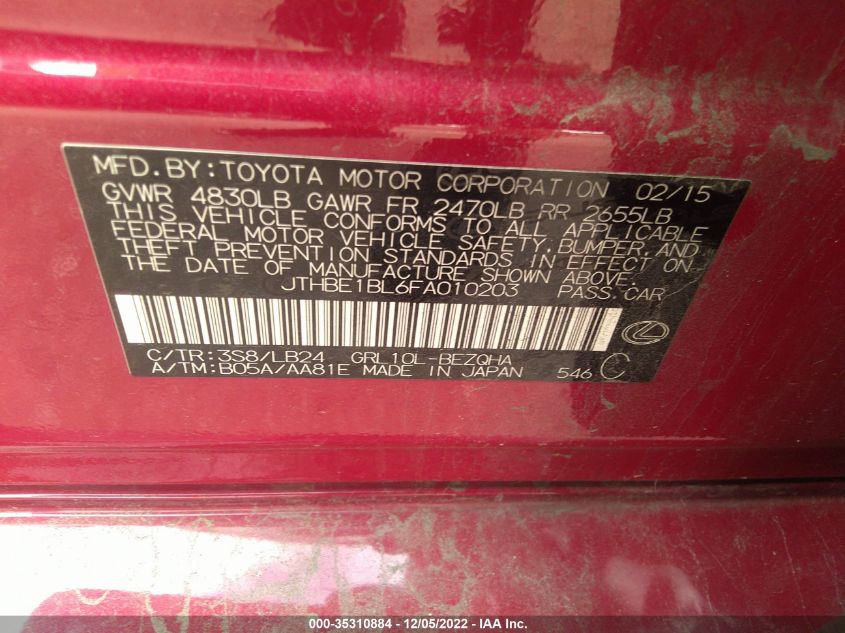 MFD. BY: TOYOTA MOTOR CORPORATION 02/15
GVWR 4830LB GAWR FR 2470LB RR 2655LB
THIS VEHICLE CONFORMS TO ALL APPLICABLE
FEDERAL MOTOR VEHICLE SAFETY, BUMPER, AND
THEFT PREVENTION STANDARDS IN EFFECT ON
THE DATE OF MANUFACTURE SHOWN ABOVE.
JTHBE1BL6FA010203 PASS. CAR
C/TR: 3S8/LB24 GRL10L-BEZQHA
A/TM: B05A/AA81E MADE IN JAPAN 546 C
000-35310884 - 12/05/2022 - IAA Inc.